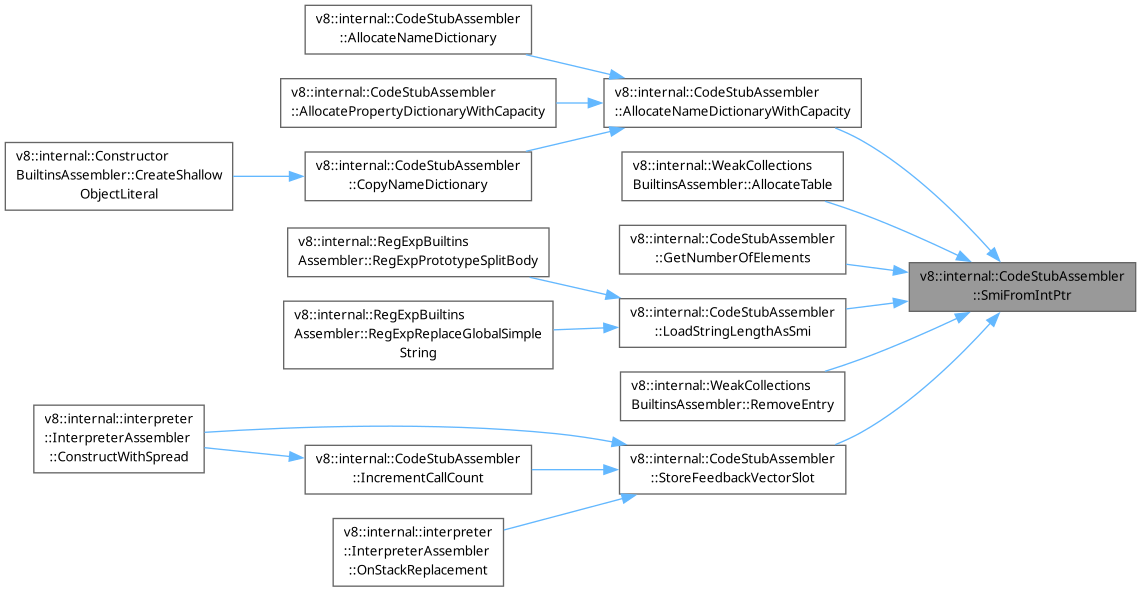 v8::internal::CodeStubAssembler
::AllocateNameDictionary
v8::internal::CodeStubAssembler
::AllocatePropertyDictionaryWithCapacity
v8::internal::CodeStubAssembler
::AllocateNameDictionaryWithCapacity
v8::internal::Constructor
BuiltinsAssembler::CreateShallow
ObjectLiteral
v8::internal::CodeStubAssembler
::CopyNameDictionary
v8::internal::WeakCollections
BuiltinsAssembler::AllocateTable
v8::internal::RegExpBuiltins
Assembler::RegExpPrototypeSplitBody
v8::internal::CodeStubAssembler
::GetNumberOfElements
v8::internal::CodeStubAssembler
::SmiFromIntPtr
v8::internal::RegExpBuiltins
Assembler::RegExpReplaceGlobalSimple
String
v8::internal::CodeStubAssembler
::LoadStringLengthAsSmi
v8::internal::WeakCollections
BuiltinsAssembler::RemoveEntry
v8::internal::interpreter
::InterpreterAssembler
::ConstructWithSpread
v8::internal::CodeStubAssembler
::IncrementCallCount
v8::internal::CodeStubAssembler
::StoreFeedbackVectorSlot
v8::internal::interpreter
::InterpreterAssembler
::OnStackReplacement